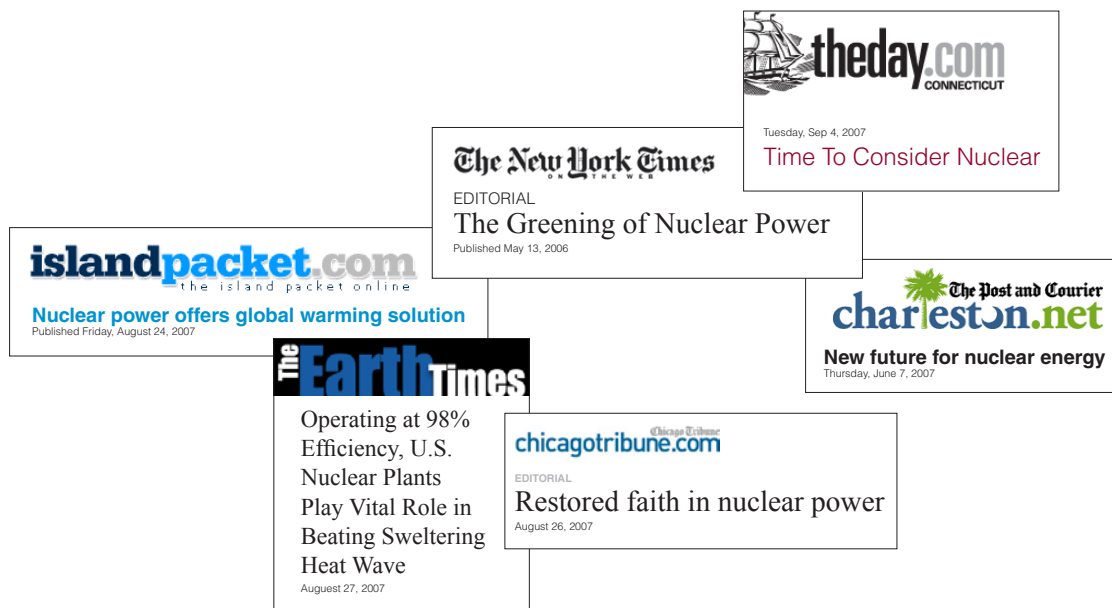 theday.com
CONNECTICUT
Tuesday, Sep 4, 2007
Time To Consider Nuclear
The New York Times
ON THE WEB
EDITORIAL
The Greening of Nuclear Power
Published May 13, 2006
islandpacket.com
the island packet online
Nuclear power offers global warming solution
Published Friday, August 24, 2007
The Post and Courier
charleston.net
New future for nuclear energy
Thursday, June 7, 2007
The Earth Times
Operating at 98%
Efficiency, U.S.
Nuclear Plants
Play Vital Role in
Beating Sweltering
Heat Wave
Auguest 27, 2007
Chicago Tribune
chicagotribune.com
EDITORIAL
Restored faith in nuclear power
August 26, 2007